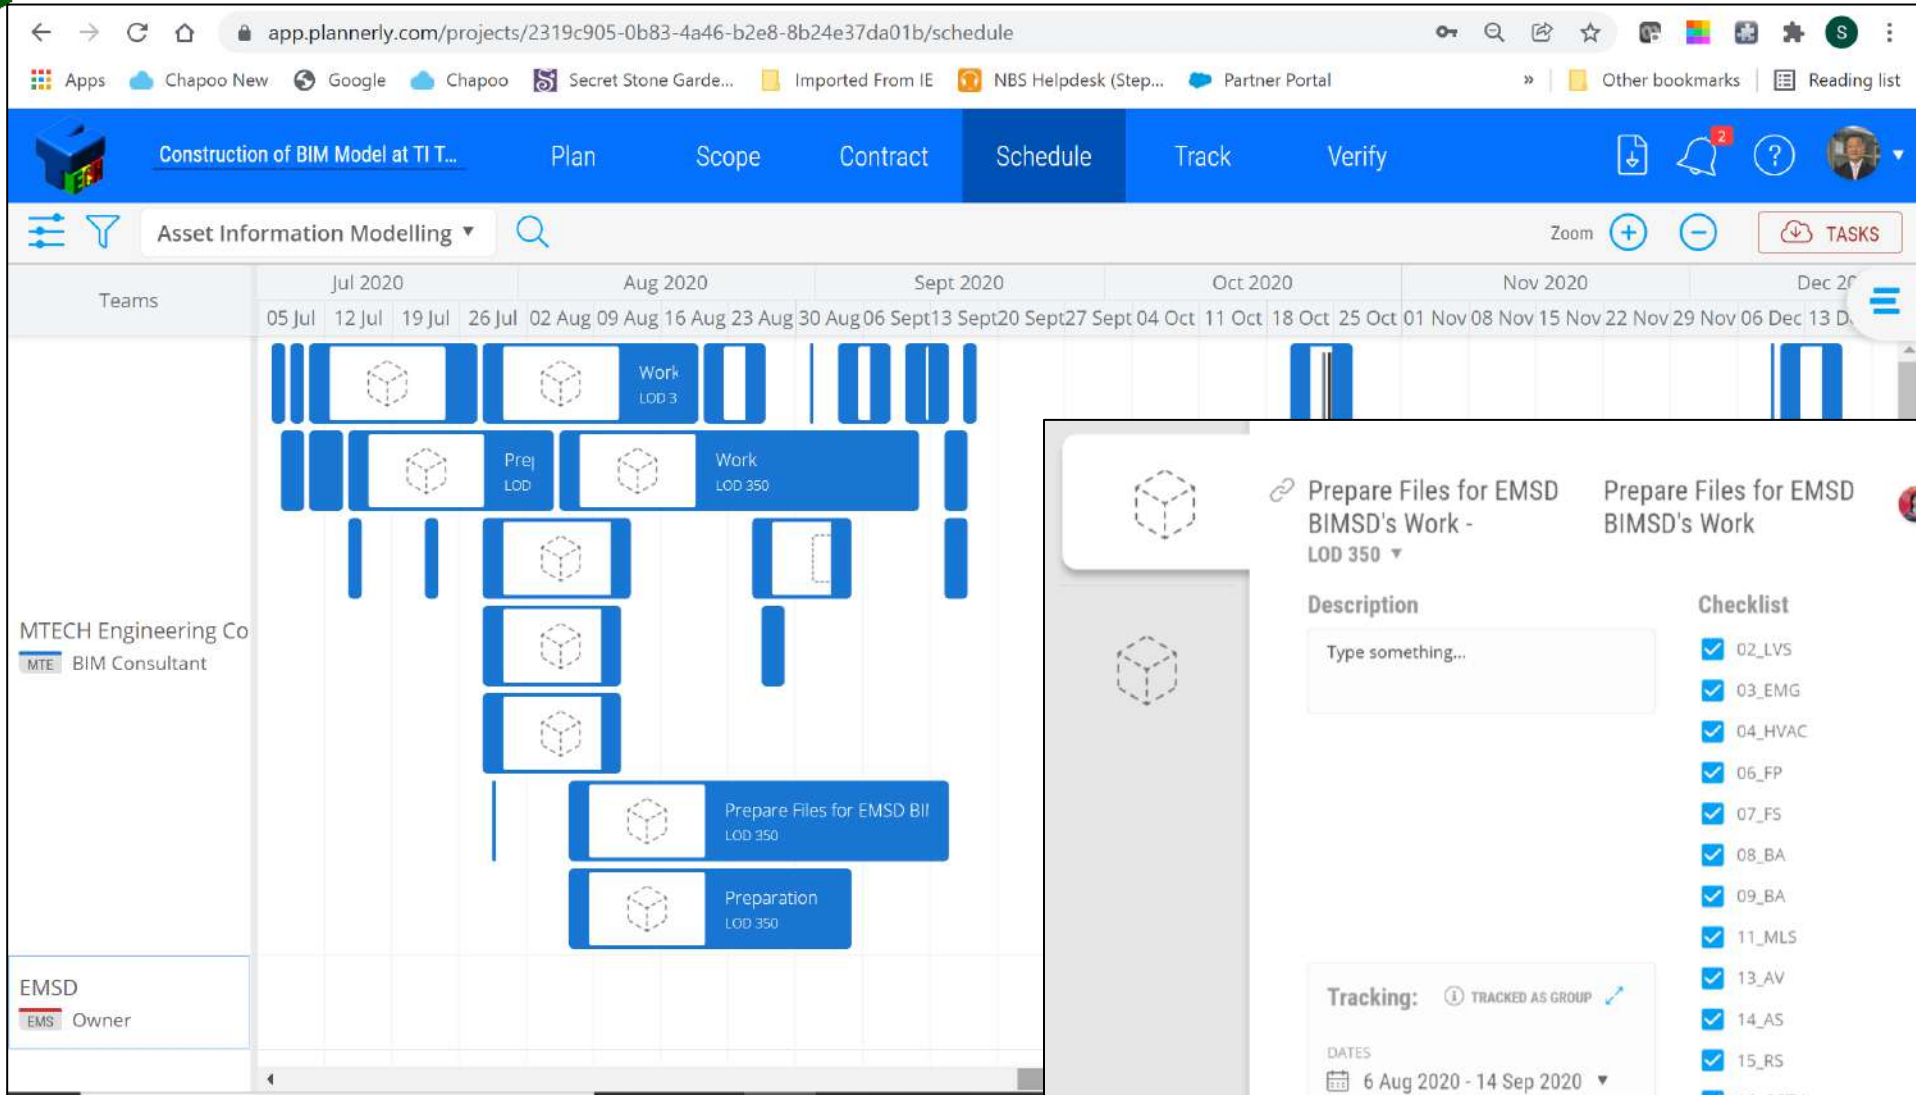 app.plannerly.com/projects/2319c905-0b83-4a46-b2e8-8b24e37da01b/schedule
S
Apps Chapoo New Google Chapoo Secret Stone Garde... Imported From IE NBS Helpdesk (Step... Partner Portal » Other bookmarks Reading list
Construction of BIM Model at TI T... Plan Scope Contract Schedule Track Verify 2 ?
Asset Information Modelling Zoom TASKS
Teams
Jul 2020 Aug 2020 Sept 2020 Oct 2020 Nov 2020 Dec
05 Jul 12 Jul 19 Jul 26 Jul 02 Aug 09 Aug 16 Aug 23 Aug 30 Aug 06 Sept 13 Sept 20 Sept 27 Sept 04 Oct 11 Oct 18 Oct 25 Oct 01 Nov 08 Nov 15 Nov 22 Nov 29 Nov 06 Dec 13
Work
LOD 3
LOD
Work
LOD 350
MTECH Engineering Co
MTE BIM Consultant
Prepare Files for EMSD
LOD 350
Preparation
LOD 350
EMSD
EMS Owner
Prepare Files for EMSD
BIMSD's Work -
LOD 350
Prepare Files for EMSD
BIMSD's Work
Description
Type something...
Checklist
02_LVS
03_EMG
04_HVAC
06_FP
07_FS
08_BA
09_BA
11_MLS
13_AV
14_AS
15_RS
Tracking: TRACKED AS GROUP
DATES
6 Aug 2020 - 14 Sep 2020